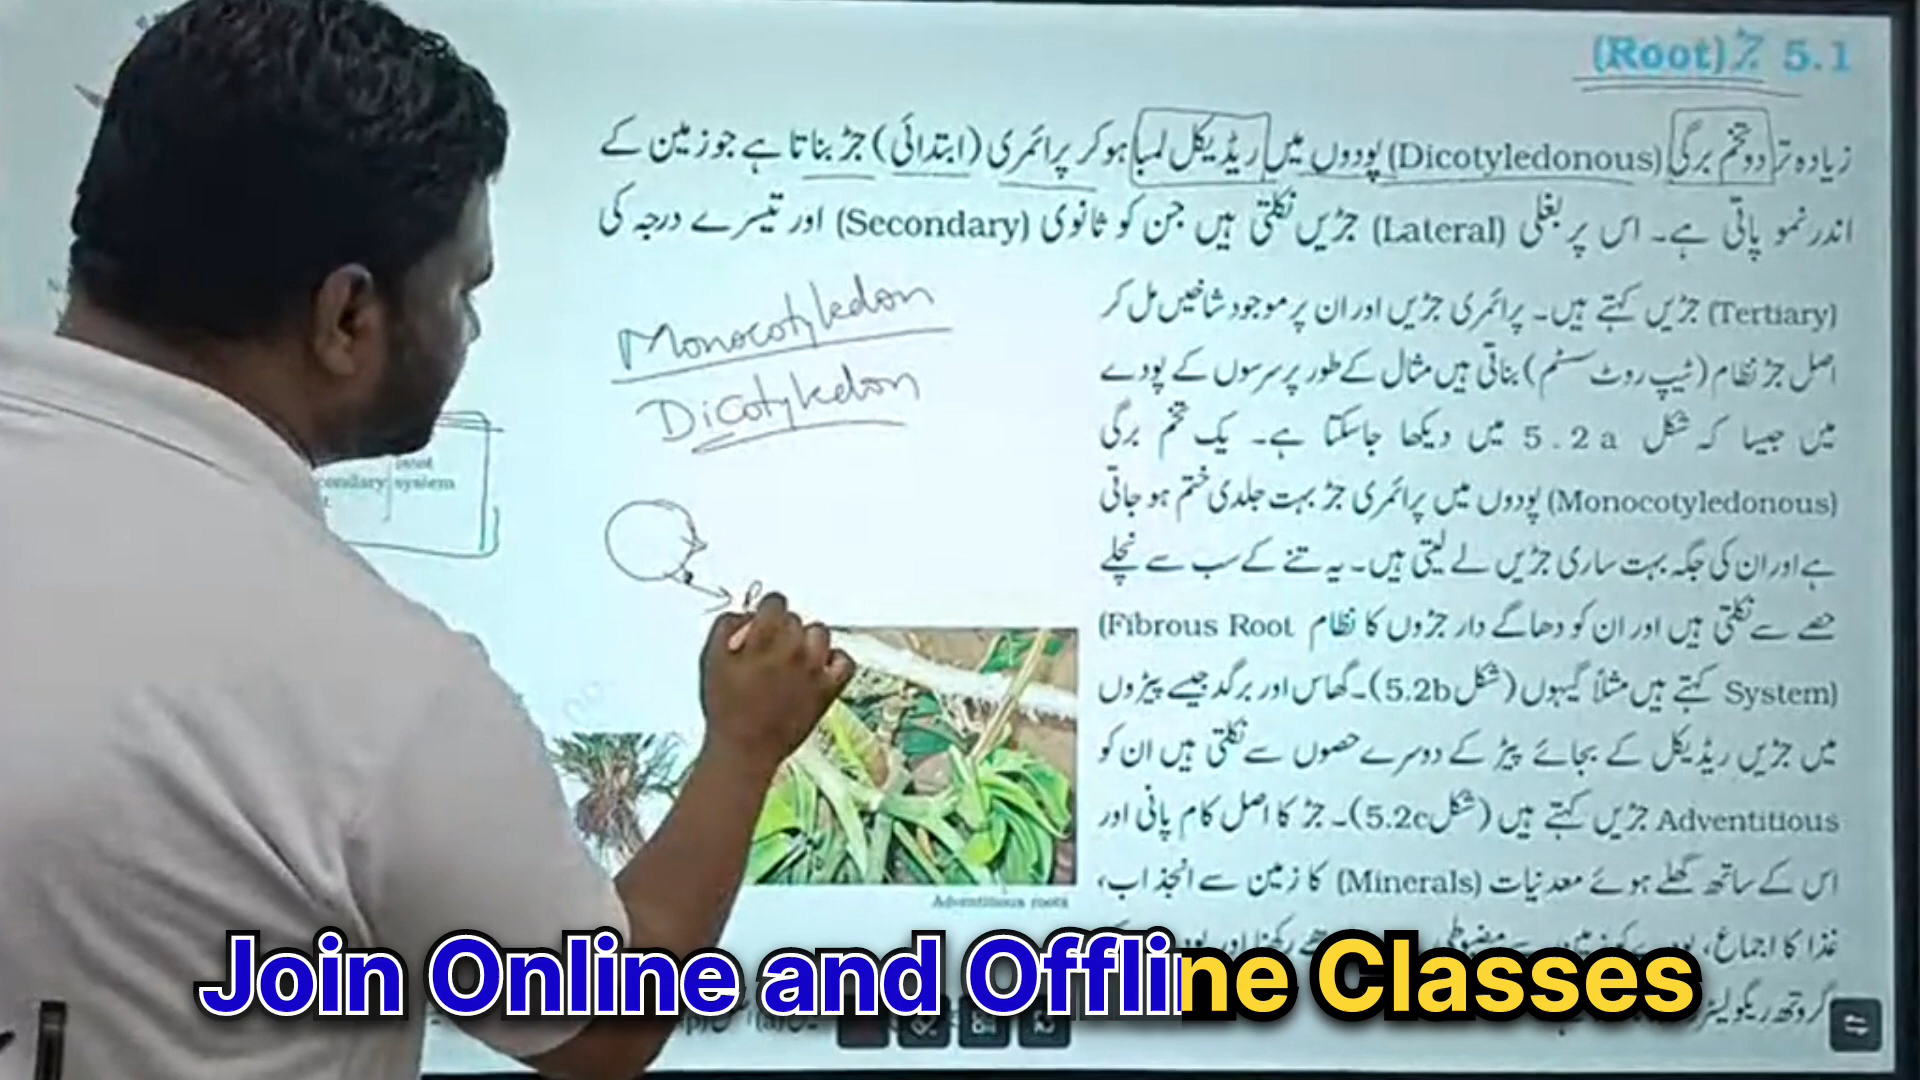 5.1 جڑ (Root)
زیادہ تر دو تخم برگی (Dicotyledonous) پودوں میں ریڈیکل لمبا ہو کر پرائمری (ابتدائی) جڑ بناتا ہے جو زمین کے
اندر نمو پاتی ہے۔ اس پر بغلی (Lateral) جڑیں نکلتی ہیں جن کو ثانوی (Secondary) اور تیسرے درجہ کی
(Tertiary) جڑیں کہتے ہیں۔ پرائمری جڑیں اور ان پر موجود شاخیں مل کر
اصل جڑ نظام (ٹیپ روٹ سسٹم) بناتی ہیں مثال کے طور پر سرسوں کے پودے
میں جیسا کہ شکل 5.2a میں دیکھا جاسکتا ہے۔ یک تخم برگی
(Monocotyledonous) پودوں میں پرائمری جڑ بہت جلدی ختم ہو جاتی
ہے اور ان کی جگہ بہت ساری جڑیں لے لیتی ہیں۔ یہ تنے کے سب سے نچلے
حصے سے نکلتی ہیں اور ان کو دھاگے دار جڑوں کا نظام (Fibrous Root
System) کہتے ہیں مثلاً گیہوں (شکل 5.2b)۔ گھاس اور برگد جیسے پیڑوں
میں جڑیں ریڈیکل کے بجائے پیڑ کے دوسرے حصوں سے نکلتی ہیں ان کو
Adventitious جڑیں کہتے ہیں (شکل 5.2c)۔ جڑ کا اصل کام پانی اور
اس کے ساتھ گھلے ہوئے معدنیات (Minerals) کا زمین سے انجذاب،
غذا کا اجماع،
Monocotyledon
Dicotyledon
root
system
Adventitious roots
Join Online and Offline Classes